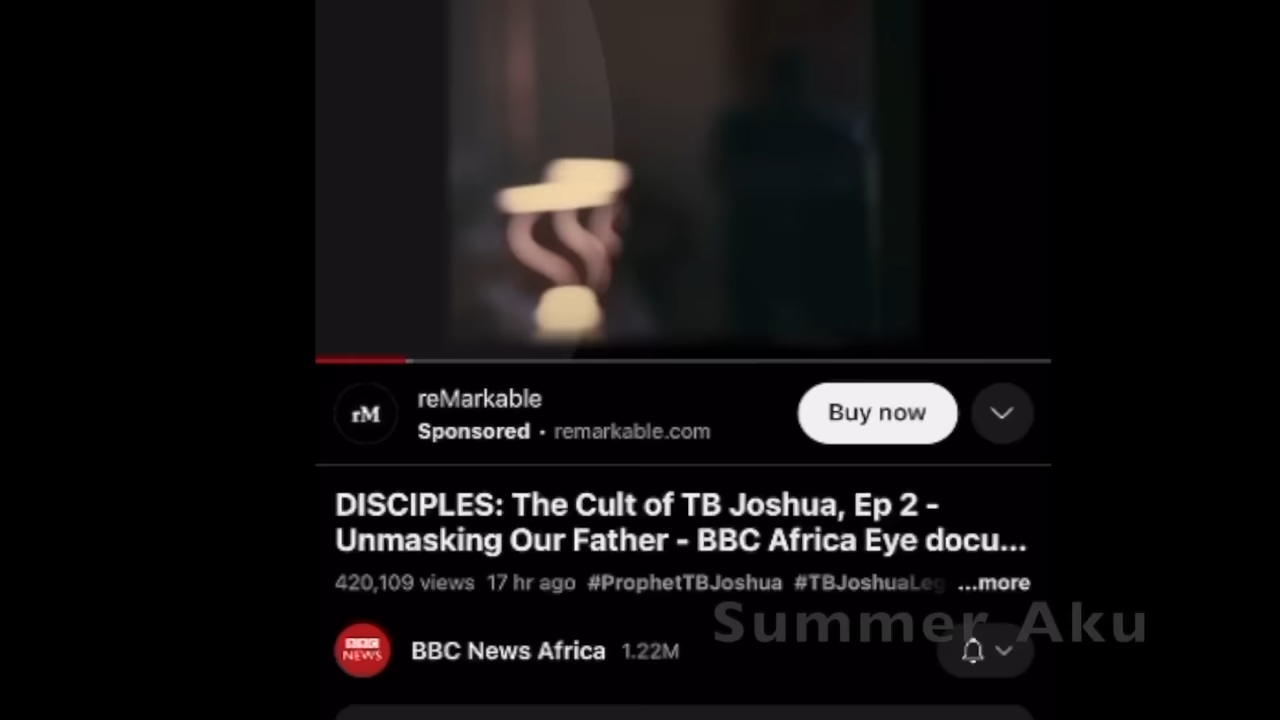 rM
reMarkable
Buy now
Sponsored · remarkable.com
DISCIPLES: The Cult of TB Joshua, Ep 2 -
Unmasking Our Father - BBC Africa Eye docu...
420,109 views 17 hr ago #ProphetTBJoshua #TBJoshuaLeg ...more
Summer Aku
BBC
NEWS
BBC News Africa 1.22M